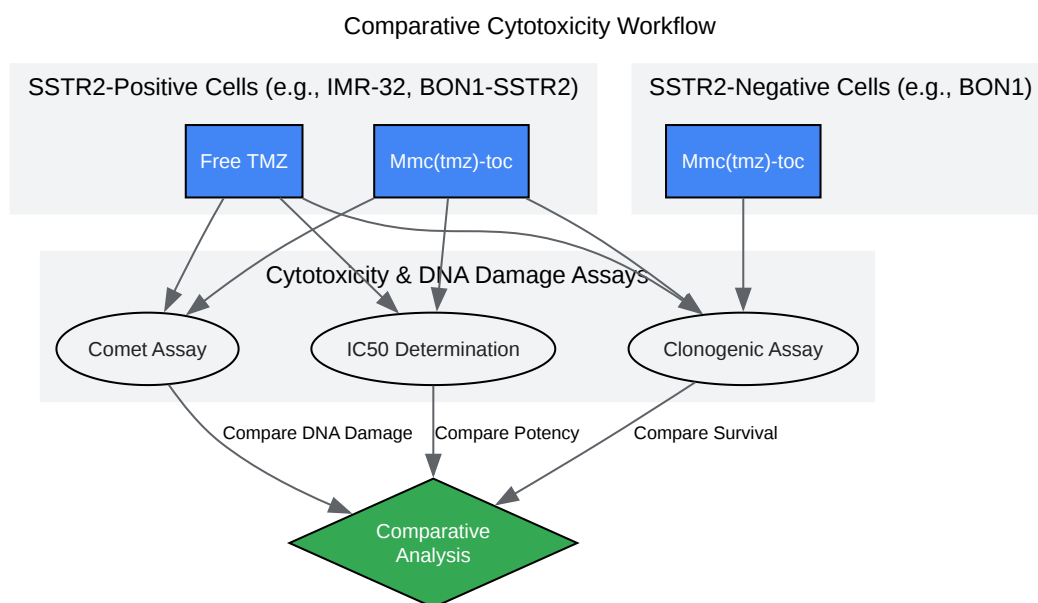 Comparative Cytotoxicity Workflow
SSTR2-Positive Cells (e.g., IMR-32, BON1-SSTR2)
SSTR2-Negative Cells (e.g., BON1)
Free TMZ
Mmc(tmz)-toc
Mmc(tmz)-toc
Cytotoxicity & DNA Damage Assays
Comet Assay
IC50 Determination
Clonogenic Assay
Compare DNA Damage
Compare Potency
Compare Survival
Comparative
Analysis